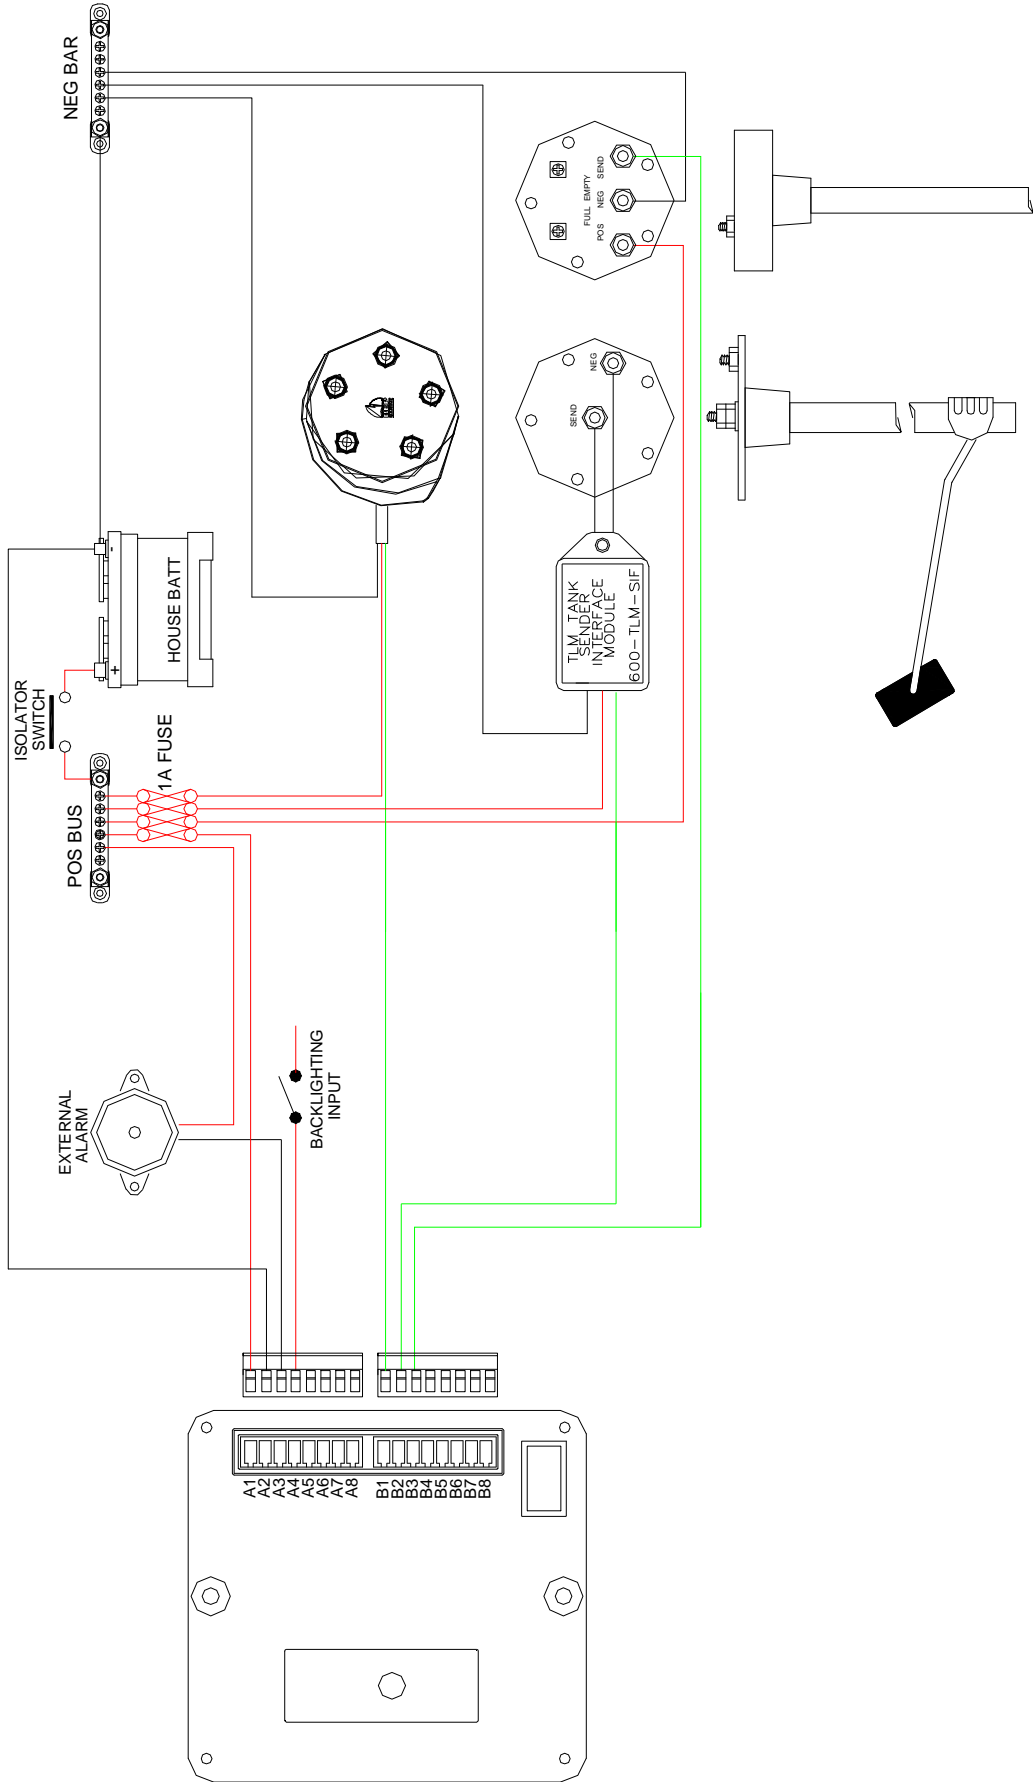 NEG BAR
HOUSE BATT
+
-
ISOLATOR
SWITCH
1A FUSE
POS BUS
EXTERNAL
ALARM
BACKLIGHTING
INPUT
FULL EMPTY
POS NEG SEND
SEND
NEG
TLM TANK
SENDER
INTERFACE
MODULE
600-TLM-SIF
A1
A2
A3
A4
A5
A6
A7
A8
B1
B2
B3
B4
B5
B6
B7
B8